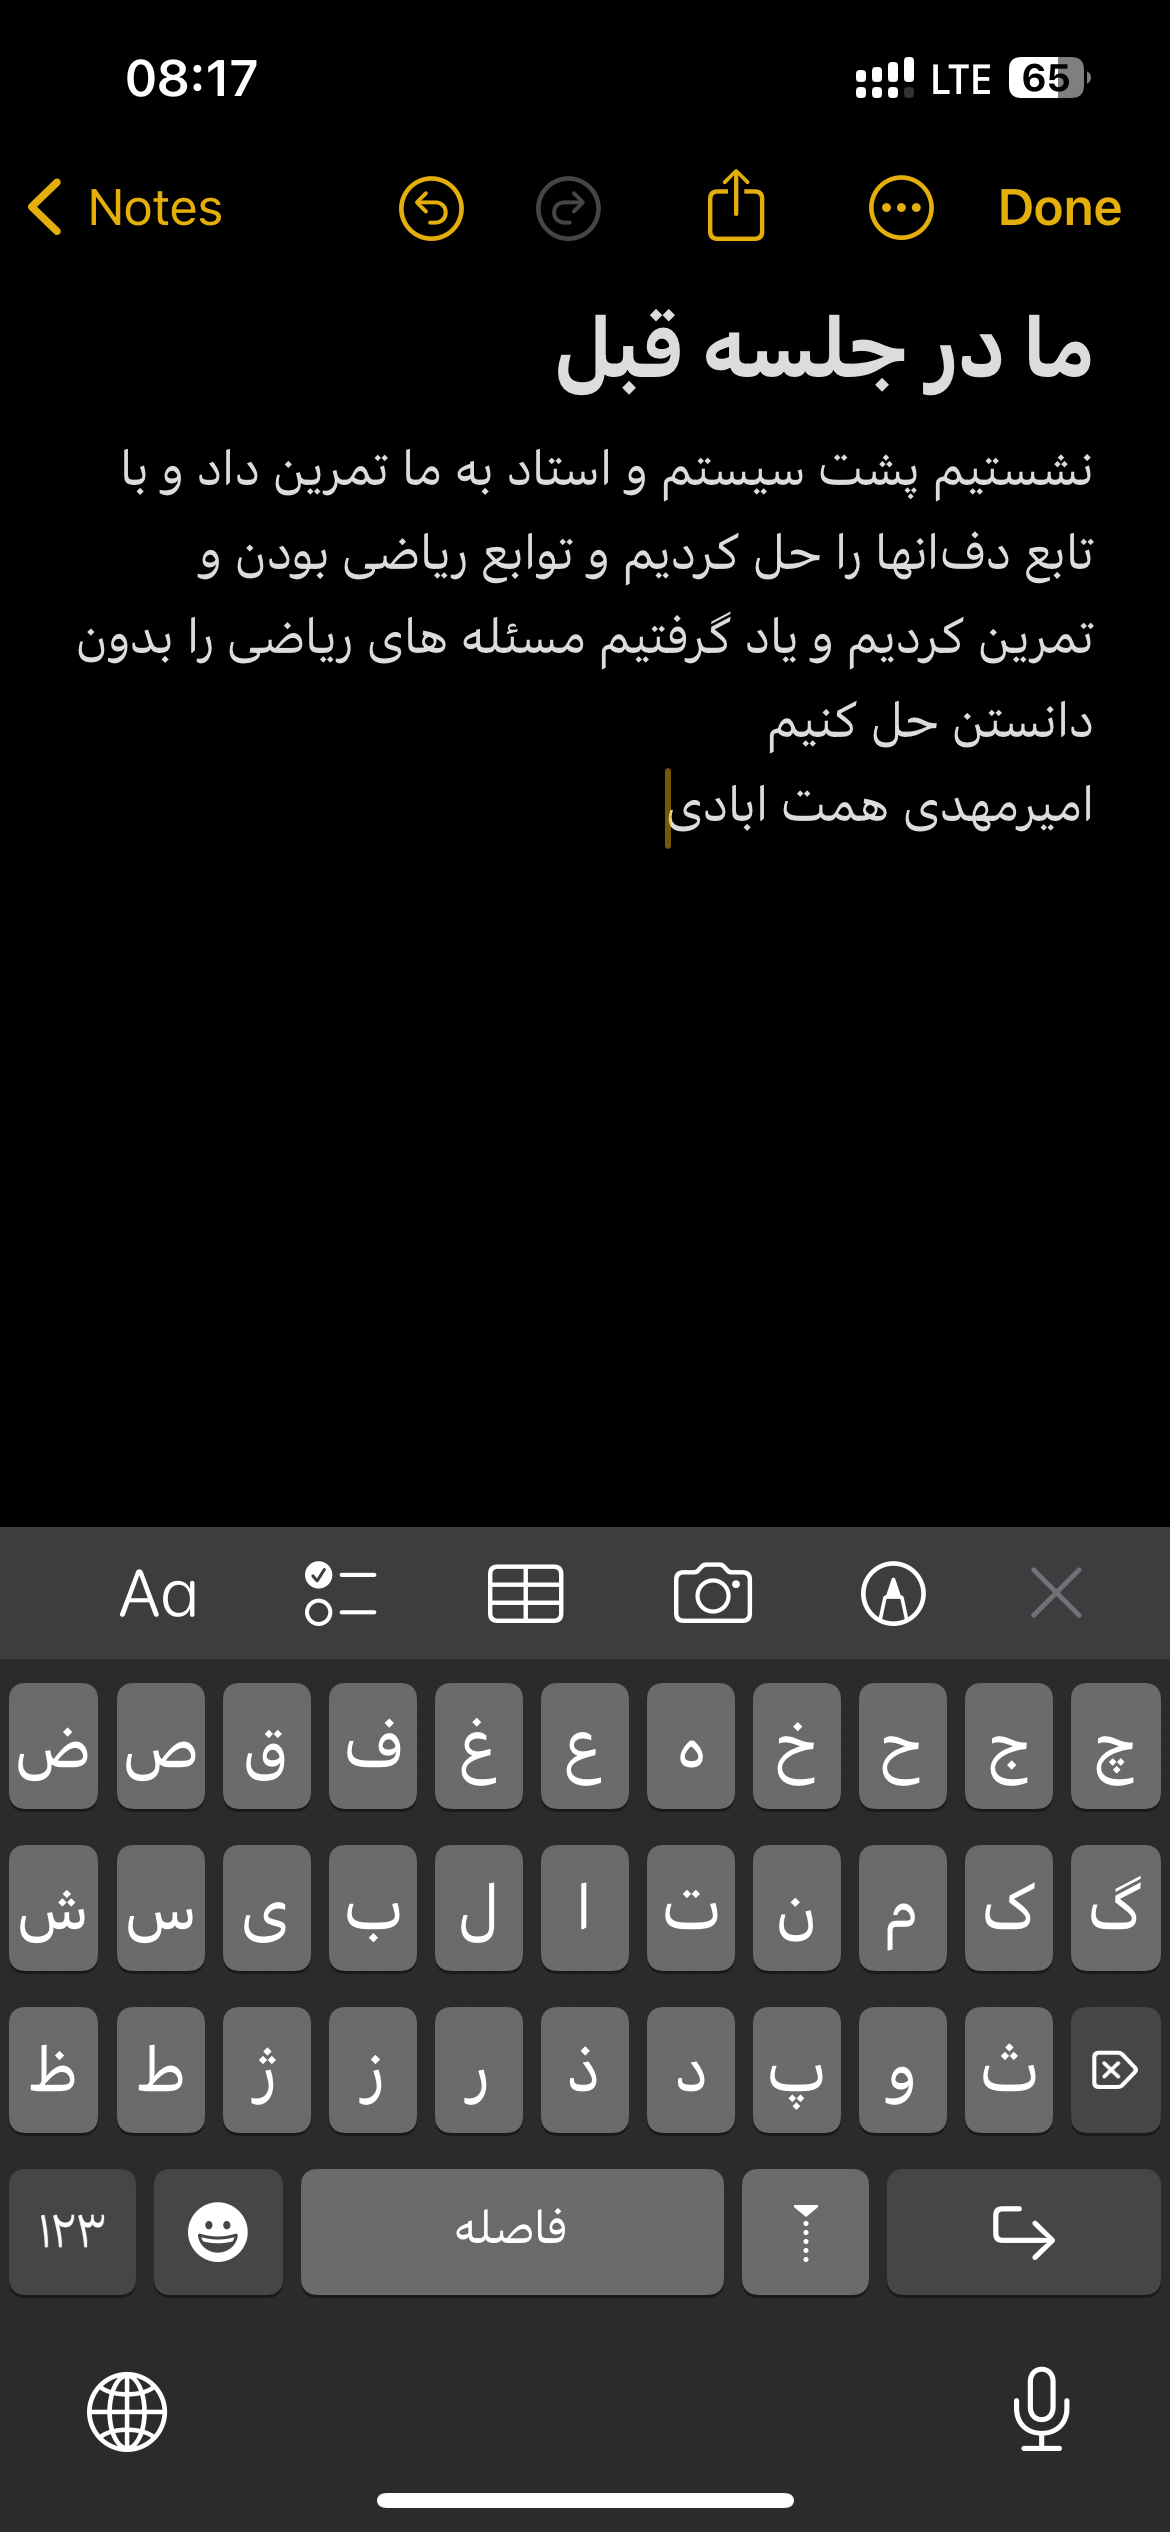 08:17
LTE 65
Notes
Done
ما در جلسه قبل
نشستیم پشت سیستم و استاد به ما تمرین داد و با
تابع دف‌انها را حل کردیم و توابع ریاضی بودن و
تمرین کردیم و یاد گرفتیم مسئله های ریاضی را بدون
دانستن حل کنیم
امیرمهدی همت ابادی
Aa
ض ص ق ف غ ع ه خ ح ج چ
ش س ی ب ل ا ت ن م ک گ
ظ ط ژ ز ر ذ د پ و ث
۱۲۳
فاصله